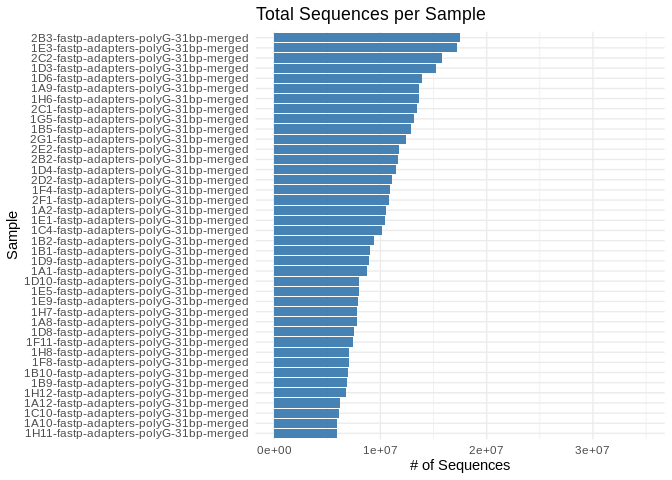 Total Sequences per Sample
2B3-fastp-adapters-polyG-31bp-merged
1E3-fastp-adapters-polyG-31bp-merged
2C2-fastp-adapters-polyG-31bp-merged
1D3-fastp-adapters-polyG-31bp-merged
1D6-fastp-adapters-polyG-31bp-merged
1A9-fastp-adapters-polyG-31bp-merged
1H6-fastp-adapters-polyG-31bp-merged
2C1-fastp-adapters-polyG-31bp-merged
1G5-fastp-adapters-polyG-31bp-merged
1B5-fastp-adapters-polyG-31bp-merged
2G1-fastp-adapters-polyG-31bp-merged
2E2-fastp-adapters-polyG-31bp-merged
2B2-fastp-adapters-polyG-31bp-merged
1D4-fastp-adapters-polyG-31bp-merged
2D2-fastp-adapters-polyG-31bp-merged
1F4-fastp-adapters-polyG-31bp-merged
2F1-fastp-adapters-polyG-31bp-merged
1A2-fastp-adapters-polyG-31bp-merged
1E1-fastp-adapters-polyG-31bp-merged
1C4-fastp-adapters-polyG-31bp-merged
1B2-fastp-adapters-polyG-31bp-merged
1B1-fastp-adapters-polyG-31bp-merged
1D9-fastp-adapters-polyG-31bp-merged
1A1-fastp-adapters-polyG-31bp-merged
1D10-fastp-adapters-polyG-31bp-merged
1E5-fastp-adapters-polyG-31bp-merged
1E9-fastp-adapters-polyG-31bp-merged
1H7-fastp-adapters-polyG-31bp-merged
1A8-fastp-adapters-polyG-31bp-merged
1D8-fastp-adapters-polyG-31bp-merged
1F11-fastp-adapters-polyG-31bp-merged
1H8-fastp-adapters-polyG-31bp-merged
1F8-fastp-adapters-polyG-31bp-merged
1B10-fastp-adapters-polyG-31bp-merged
1B9-fastp-adapters-polyG-31bp-merged
1H12-fastp-adapters-polyG-31bp-merged
1A12-fastp-adapters-polyG-31bp-merged
1C10-fastp-adapters-polyG-31bp-merged
1A10-fastp-adapters-polyG-31bp-merged
1H11-fastp-adapters-polyG-31bp-merged
Sample
0e+00 1e+07 2e+07 3e+07
# of Sequences